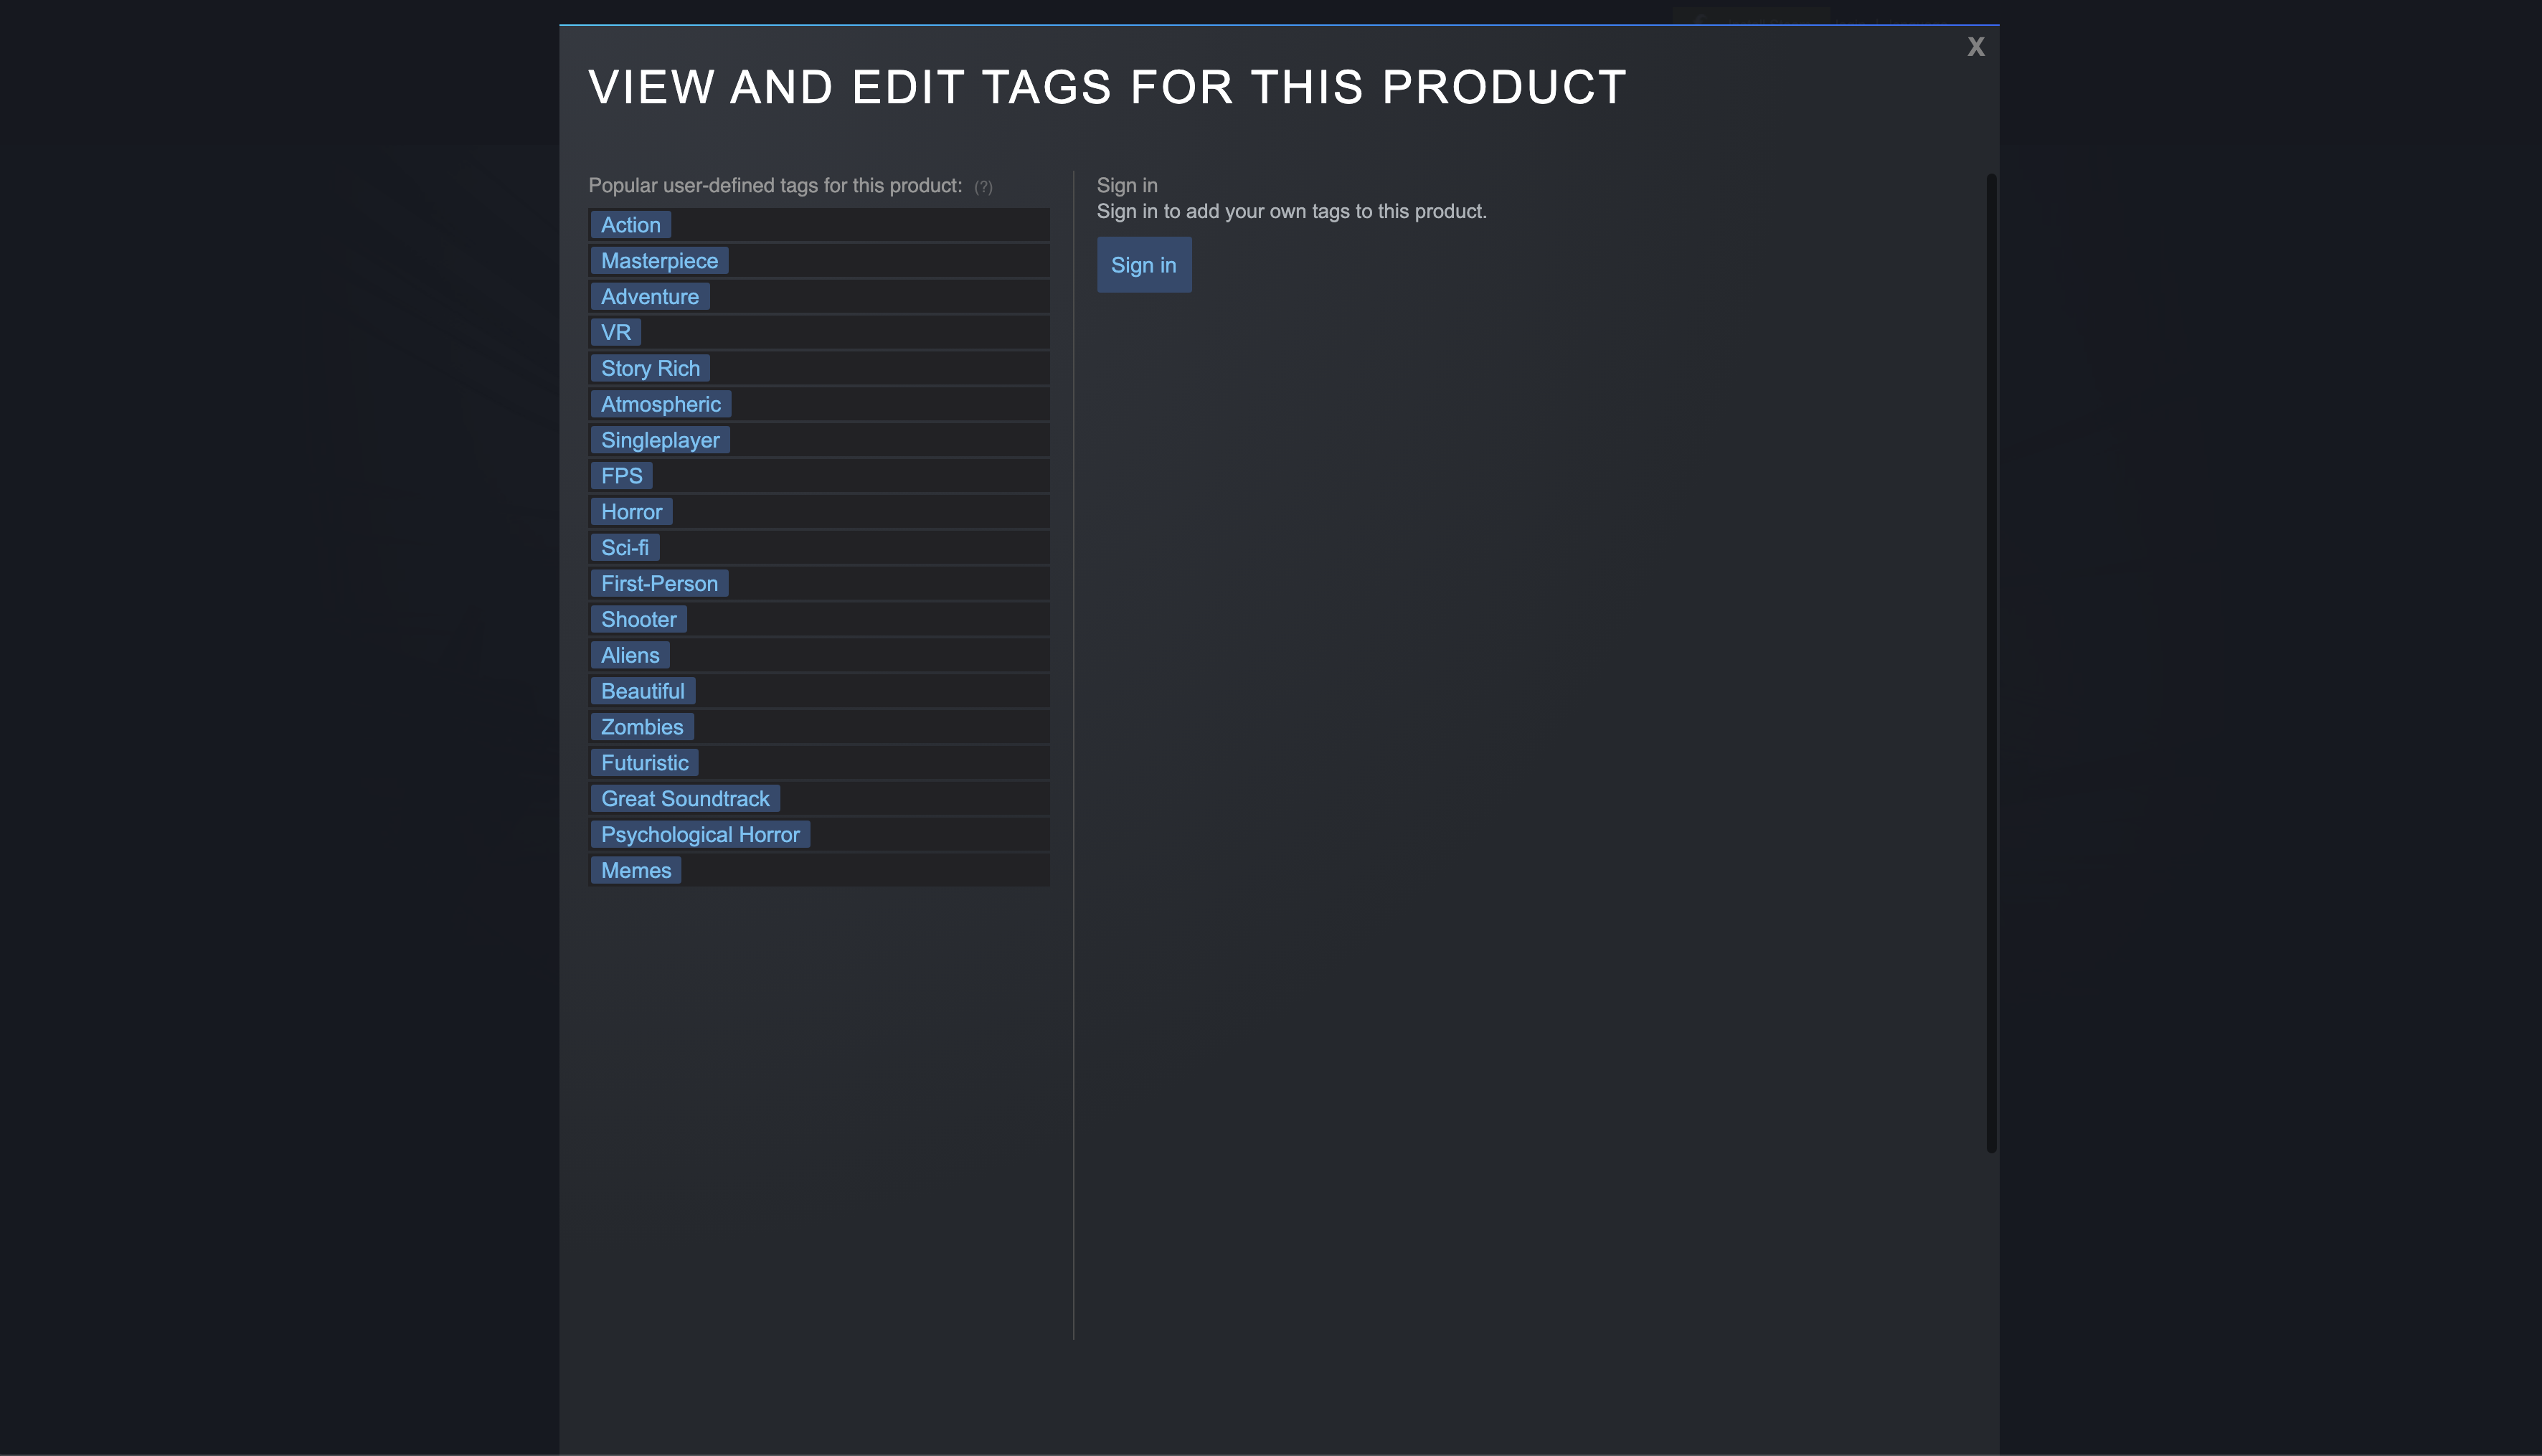 X
VIEW AND EDIT TAGS FOR THIS PRODUCT
Popular user-defined tags for this product: (?)
Action
Masterpiece
Adventure
VR
Story Rich
Atmospheric
Singleplayer
FPS
Horror
Sci-fi
First-Person
Shooter
Aliens
Beautiful
Zombies
Futuristic
Great Soundtrack
Psychological Horror
Memes
Sign in
Sign in to add your own tags to this product.
Sign in